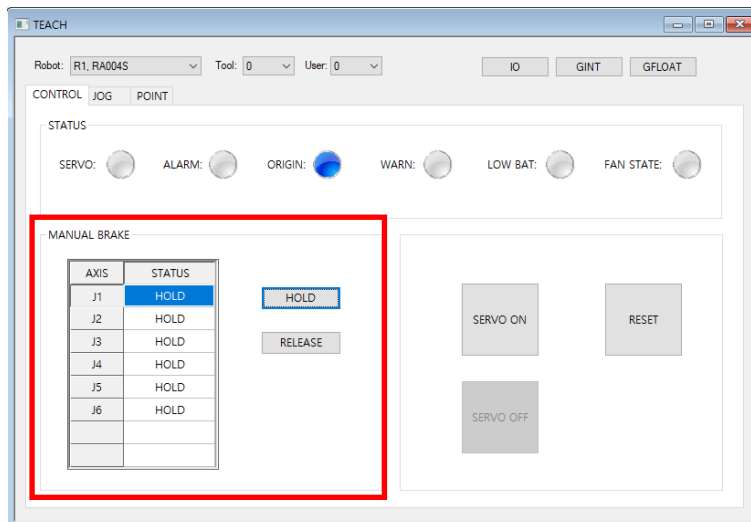 TEACH
Robot: R1, RA004S Tool: 0 User: 0 IO GINT GFLOAT
CONTROL JOG POINT
STATUS
SERVO: ALARM: ORIGIN: WARN: LOW BAT: FAN STATE:
MANUAL BRAKE
AXIS STATUS
J1 HOLD
J2 HOLD
J3 HOLD
J4 HOLD
J5 HOLD
J6 HOLD
HOLD
RELEASE
SERVO ON RESET
SERVO OFF